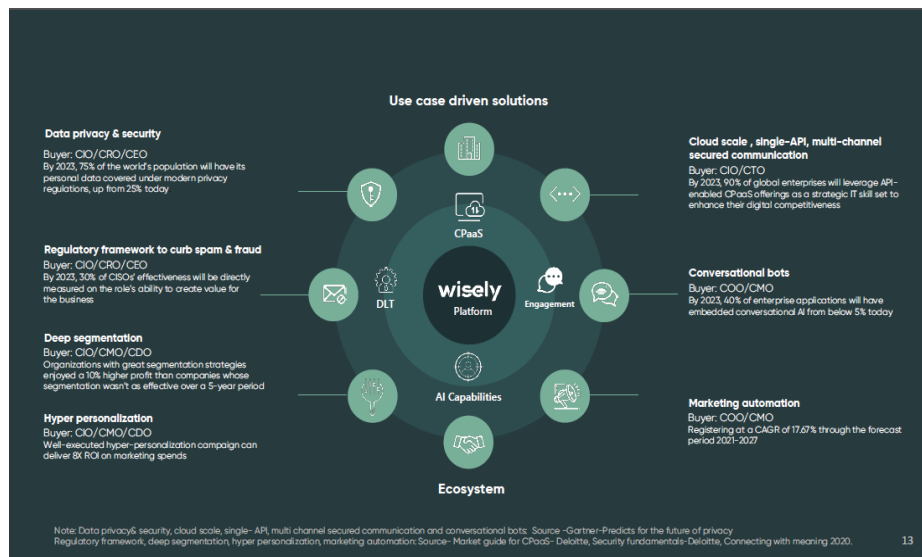 Use case driven solutions
Data privacy & security
Buyer: CIO/CRO/CEO
By 2023, 75% of the world's population will have its
personal data covered under modern privacy
regulations, up from 25% today
Regulatory framework to curb spam & fraud
Buyer: CIO/CRO/CEO
By 2023, 30% of CISOs' effectiveness will be directly
measured on the role's ability to create value for
the business
Deep segmentation
Buyer: CIO/CMO/CDO
Organizations with great segmentation strategies
enjoyed a 10% higher profit than companies whose
segmentation wasn't as effective over a 5-year period
Hyper personalization
Buyer: CIO/CMO/CDO
Well-executed hyper-personalization campaign can
deliver 8X ROI on marketing spends
CPaaS
DLT
wisely
Platform
Engagement
AI Capabilities
Ecosystem
Cloud scale , single-API, multi-channel
secured communication
Buyer: CIO/CTO
By 2023, 90% of global enterprises will leverage API-
enabled CPaaS offerings as a strategic IT skill set to
enhance their digital competitiveness
Conversational bots
Buyer: COO/CMO
By 2023, 40% of enterprise applications will have
embedded conversational AI from below 5% today
Marketing automation
Buyer: COO/CMO
Registering at a CAGR of 17.67% through the forecast
period 2021-2027
Note: Data privacy& security, cloud scale, single- API, multi channel secured communication and conversational bots: Source -Gartner-Predicts for the future of privacy
Regulatory framework, deep segmentation, hyper personalization, marketing automation: Source- Market guide for CPaaS- Deloitte, Security fundamentals-Deloitte, Connecting with meaning 2020.
13